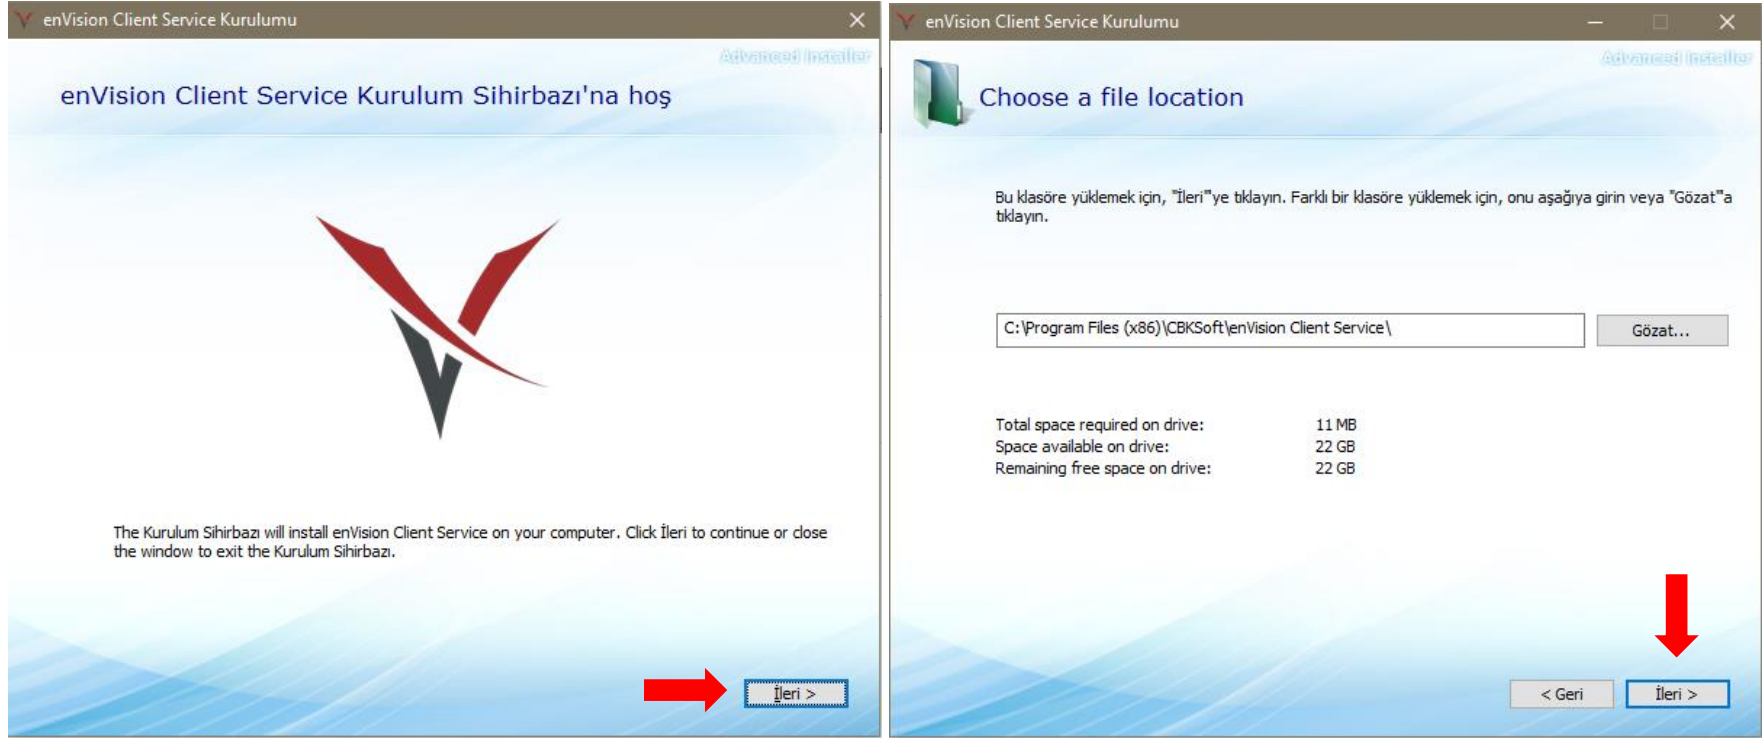 enVision Client Service Kurulumu
Advanced Installer
enVision Client Service Kurulum Sihirbazı'na hoş
The Kurulum Sihirbazı will install enVision Client Service on your computer. Click İleri to continue or close
the window to exit the Kurulum Sihirbazı.
İleri >
enVision Client Service Kurulumu
Advanced Installer
Choose a file location
Bu klasöre yüklemek için, "İleri"'ye tıklayın. Farklı bir klasöre yüklemek için, onu aşağıya girin veya "Gözat"'a
tıklayın.
C:\Program Files (x86)\CBKSoft\enVision Client Service\
Gözat...
Total space required on drive: 11 MB
Space available on drive: 22 GB
Remaining free space on drive: 22 GB
< Geri
İleri >